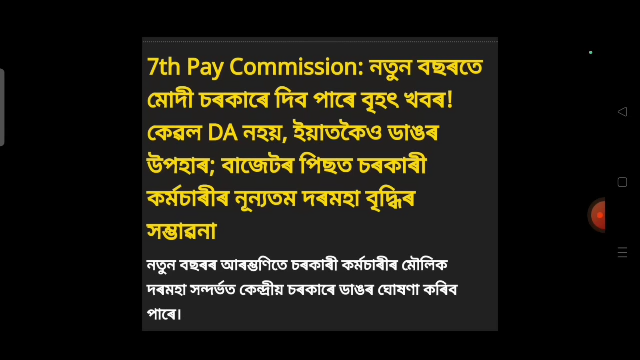 7th Pay Commission: নতুন বছৰতে
মোদী চৰকাৰে দিব পাৰে বৃহৎ খবৰ!
কেৱল DA নহয়, ইয়াতকৈও ডাঙৰ
উপহাৰ; বাজেটৰ পিছত চৰকাৰী
কৰ্মচাৰীৰ নূন্যতম দৰমহা বৃদ্ধিৰ
সম্ভাৱনা
নতুন বছৰৰ আৰম্ভণিতে চৰকাৰী কৰ্মচাৰীৰ মৌলিক
দৰমহা সন্দৰ্ভত কেন্দ্ৰীয় চৰকাৰে ডাঙৰ ঘোষণা কৰিব
পাৰে।